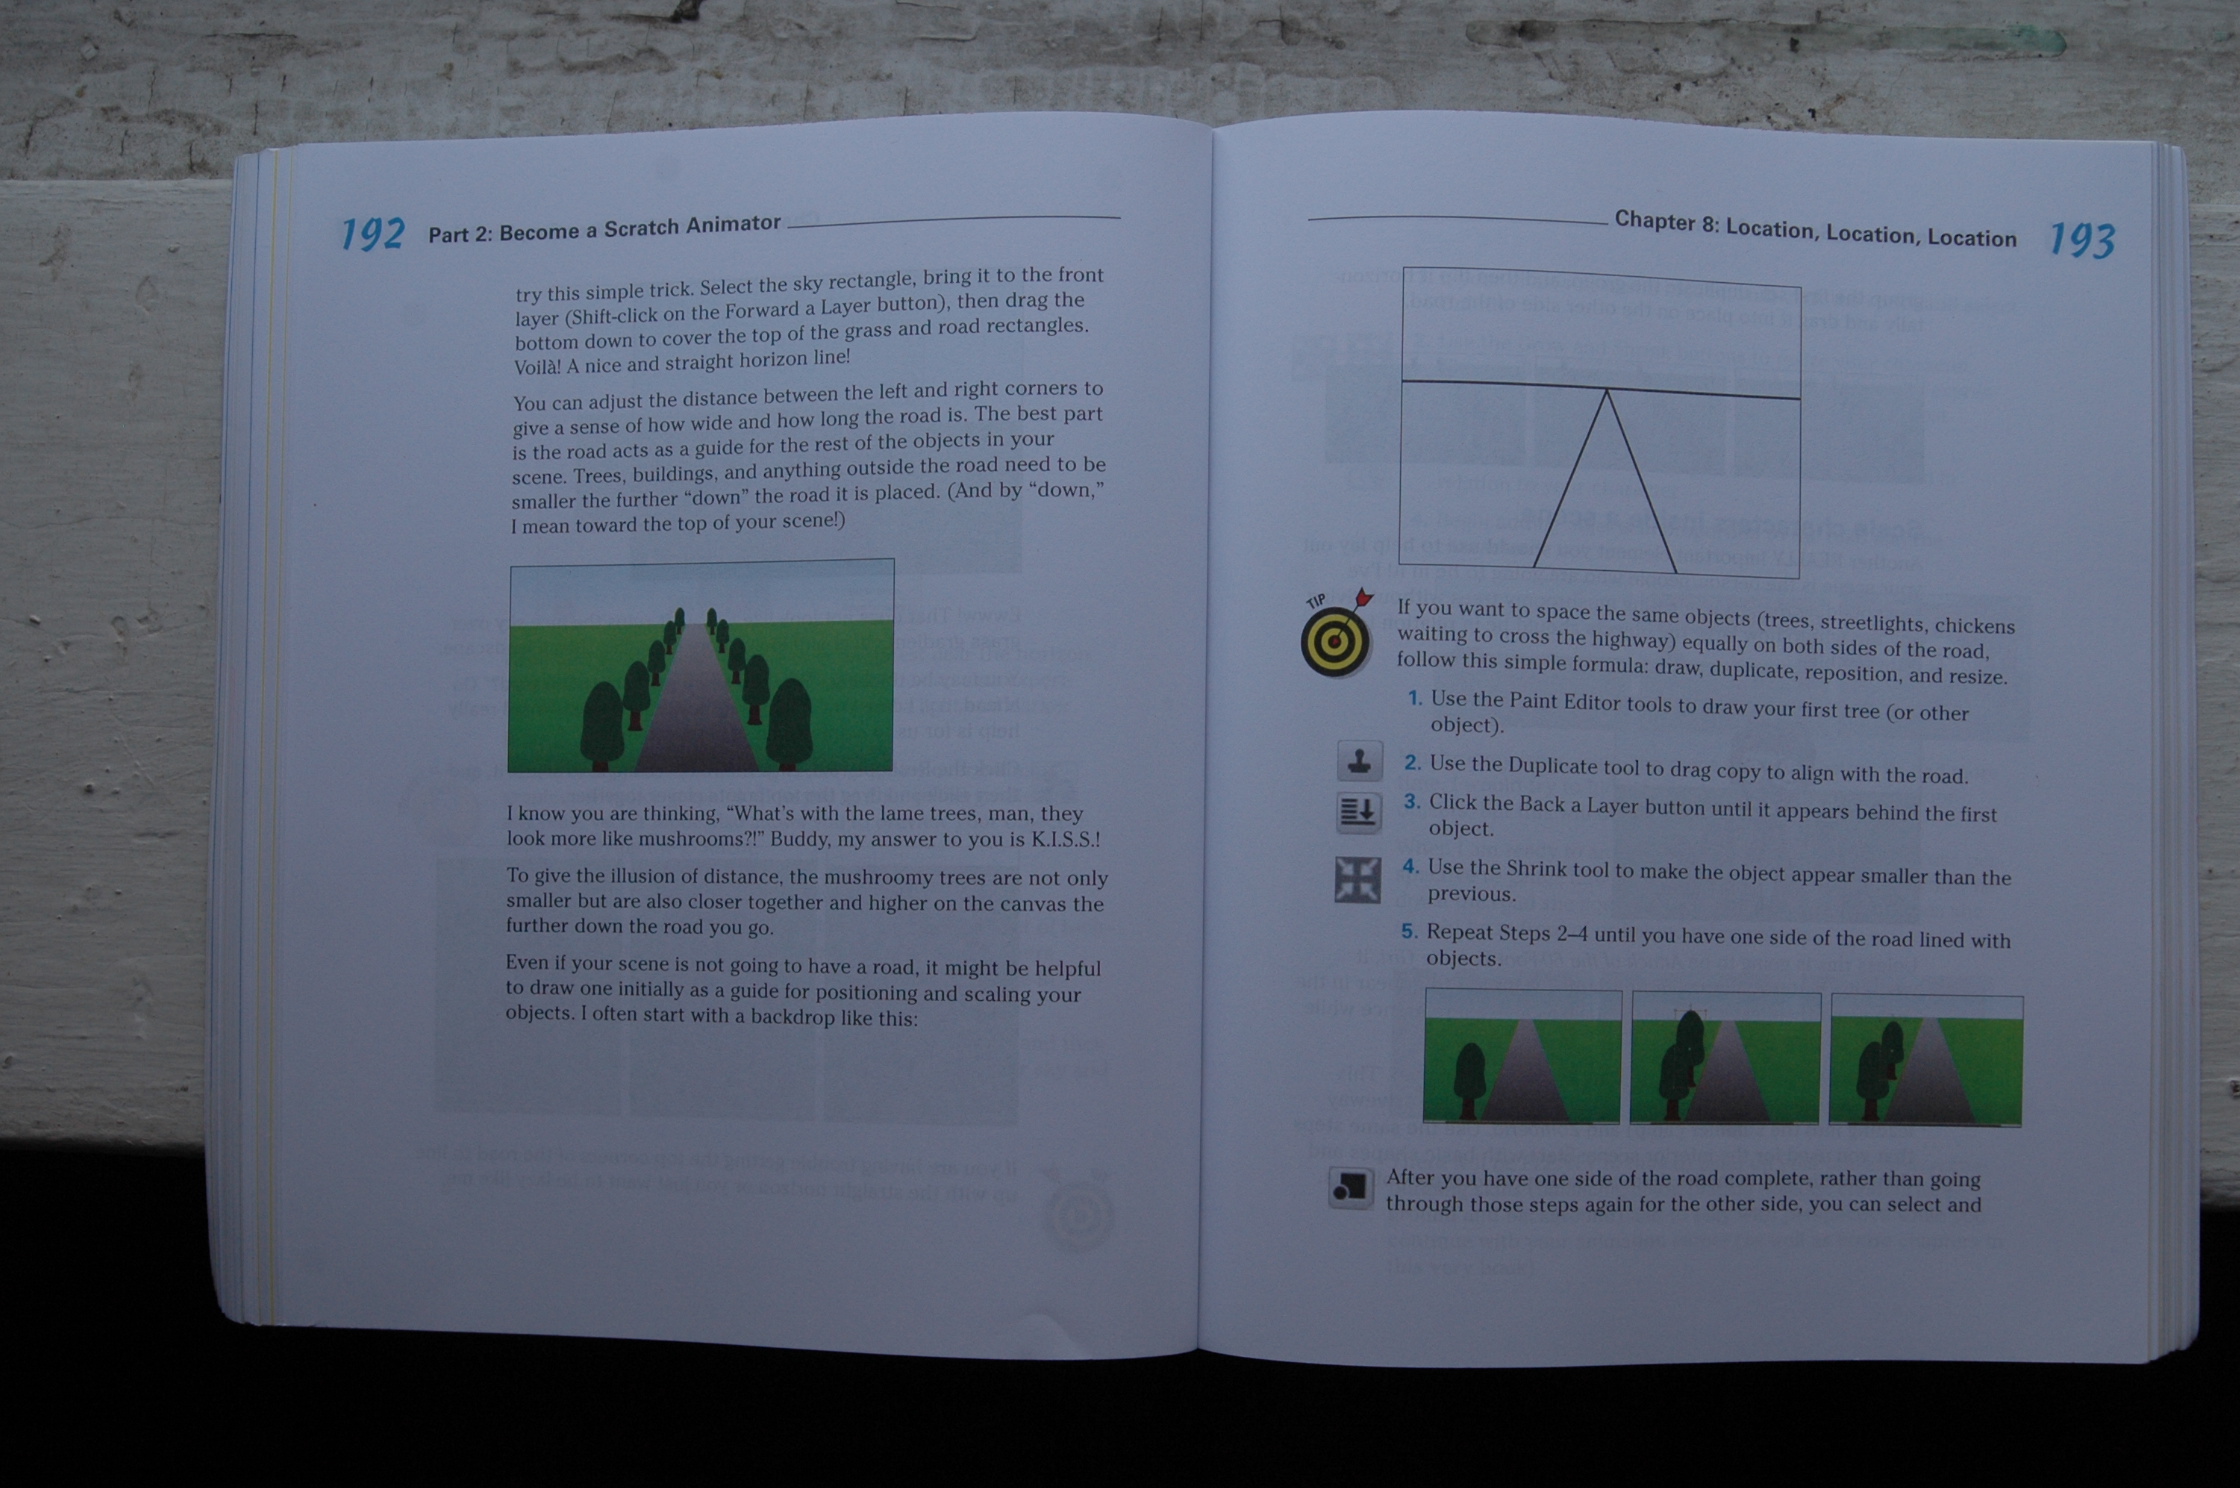 192 Part 2: Become a Scratch Animator
try this simple trick. Select the sky rectangle, bring it to the front
layer (Shift-click on the Forward a Layer button), then drag the
bottom down to cover the top of the grass and road rectangles.
Voilà! A nice and straight horizon line!
You can adjust the distance between the left and right corners to
give a sense of how wide and how long the road is. The best part
is the road acts as a guide for the rest of the objects in your
scene. Trees, buildings, and anything outside the road need to be
smaller the further “down” the road it is placed. (And by “down,”
I mean toward the top of your scene!)
I know you are thinking, “What’s with the lame trees, man, they
look more like mushrooms?!” Buddy, my answer to you is K.I.S.S.!
To give the illusion of distance, the mushroomy trees are not only
smaller but are also closer together and higher on the canvas the
further down the road you go.
Even if your scene is not going to have a road, it might be helpful
to draw one initially as a guide for positioning and scaling your
objects. I often start with a backdrop like this:
Chapter 8: Location, Location, Location 193
TIP
If you want to space the same objects (trees, streetlights, chickens
waiting to cross the highway) equally on both sides of the road,
follow this simple formula: draw, duplicate, reposition, and resize.
1. Use the Paint Editor tools to draw your first tree (or other
object).
2. Use the Duplicate tool to drag copy to align with the road.
3. Click the Back a Layer button until it appears behind the first
object.
4. Use the Shrink tool to make the object appear smaller than the
previous.
5. Repeat Steps 2–4 until you have one side of the road lined with
objects.
After you have one side of the road complete, rather than going
through those steps again for the other side, you can select and